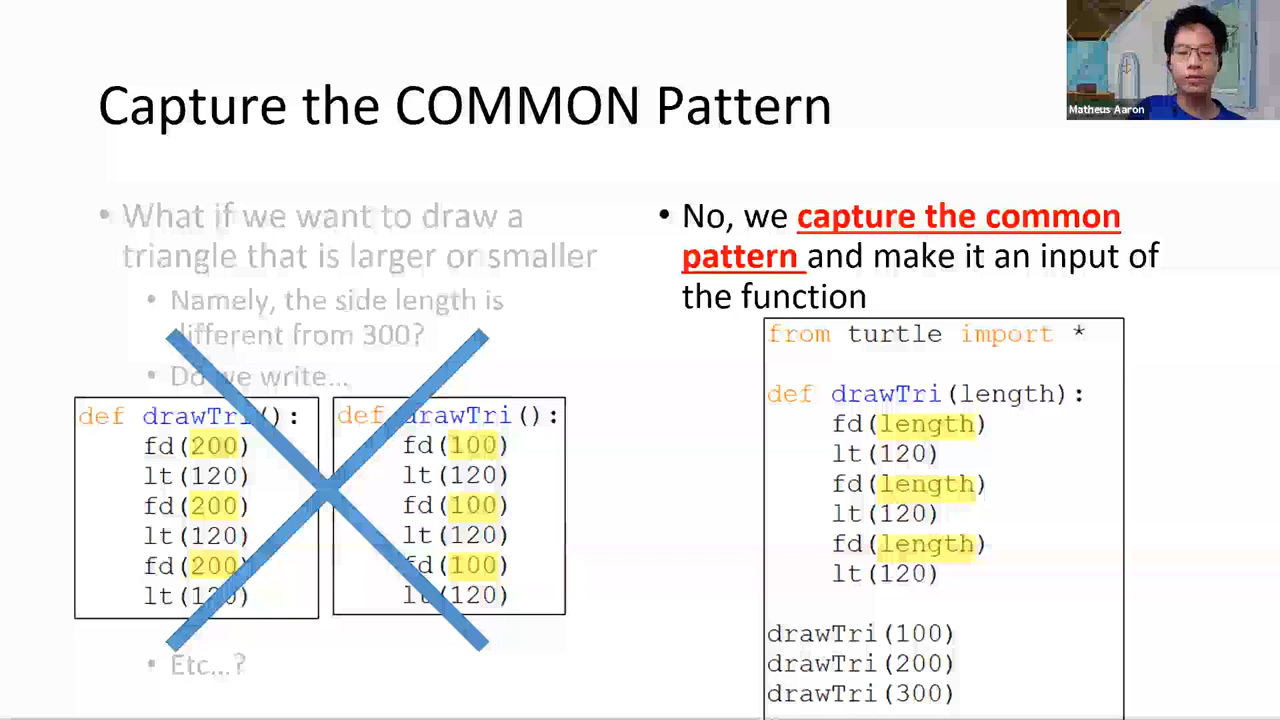 Capture the COMMON Pattern
Matheus Aaron
• What if we want to draw a
triangle that is larger or smaller
• Namely, the side length is
different from 300?
• Do we write...
def drawTri():
fd(200)
lt(120)
fd(200)
lt(120)
fd(200)
lt(120)
def drawTri():
fd(100)
lt(120)
fd(100)
lt(120)
fd(100)
lt(120)
• Etc...?
• No, we capture the common
pattern and make it an input of
the function
from turtle import *
def drawTri(length):
fd(length)
lt(120)
fd(length)
lt(120)
fd(length)
lt(120)
drawTri(100)
drawTri(200)
drawTri(300)